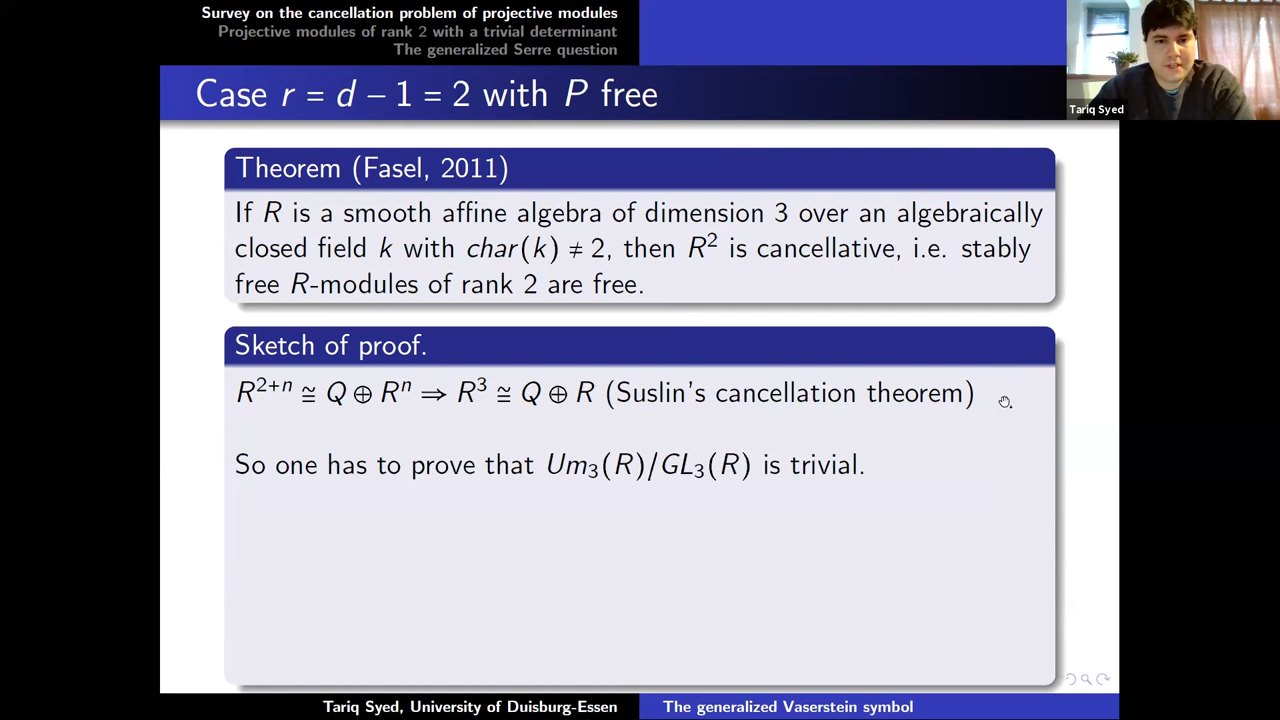 Survey on the cancellation problem of projective modules
Projective modules of rank 2 with a trivial determinant
The generalized Serre question
Case r = d − 1 = 2 with P free
Tariq Syed
Theorem (Fasel, 2011)
If R is a smooth affine algebra of dimension 3 over an algebraically
closed field k with char(k) ≠ 2, then R² is cancellative, i.e. stably
free R-modules of rank 2 are free.
Sketch of proof.
R²⁺ⁿ ≅ Q ⊕ Rⁿ ⇒ R³ ≅ Q ⊕ R (Suslin's cancellation theorem)
So one has to prove that Um₃(R)/GL₃(R) is trivial.
Tariq Syed, University of Duisburg-Essen
The generalized Vaserstein symbol